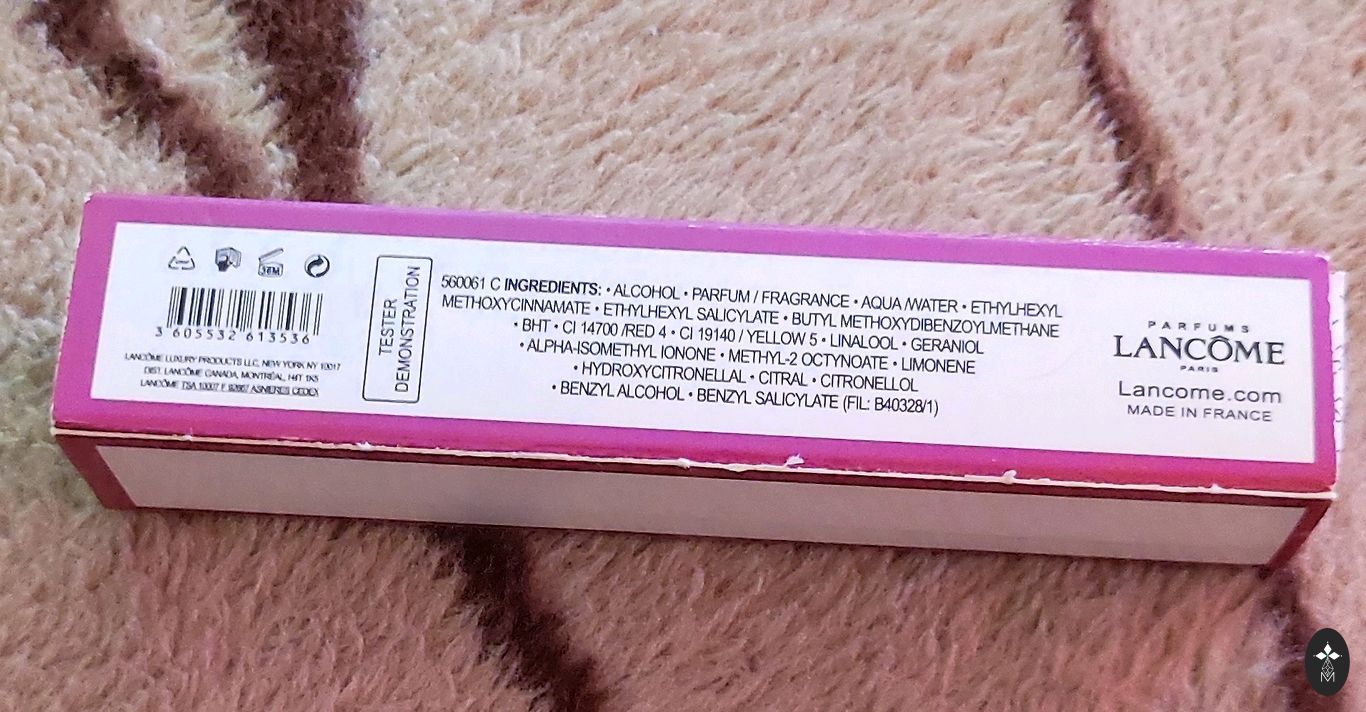 36M
3 605532 613536
LANCÔME LUXURY PRODUCTS LLC, NEW YORK NY 10017
DIST. LANCÔME CANADA, MONTRÉAL, H4T 1K5
LANCÔME TSA 10007 F 92667 ASNIERES CEDEX
TESTER
DEMONSTRATION
560061 C INGREDIENTS: • ALCOHOL • PARFUM / FRAGRANCE • AQUA /WATER • ETHYLHEXYL
METHOXYCINNAMATE • ETHYLHEXYL SALICYLATE • BUTYL METHOXYDIBENZOYLMETHANE
• BHT • CI 14700 /RED 4 • CI 19140 / YELLOW 5 • LINALOOL • GERANIOL
• ALPHA-ISOMETHYL IONONE • METHYL-2 OCTYNOATE • LIMONENE
• HYDROXYCITRONELLAL • CITRAL • CITRONELLOL
• BENZYL ALCOHOL • BENZYL SALICYLATE (FIL: B40328/1)
PARFUMS
LANCÔME
PARIS
Lancome.com
MADE IN FRANCE
M